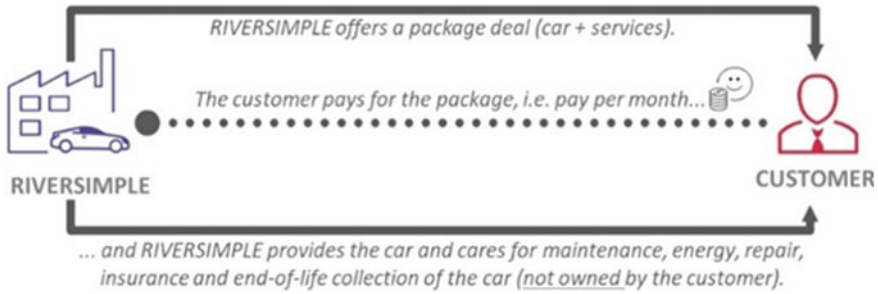 RIVERSIMPLE offers a package deal (car + services).
The customer pays for the package, i.e. pay per month...
RIVERSIMPLE
CUSTOMER
... and RIVERSIMPLE provides the car and cares for maintenance, energy, repair,
insurance and end-of-life collection of the car (not owned by the customer).